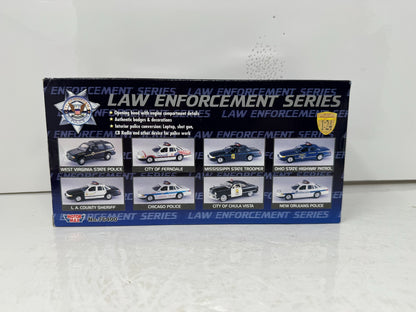 LAW ENFORCEMENT SERIES
Opening hood with engine compartment details
Authentic badges & decorations
Interior police conversion: Laptop, shot gun,
CB Radio and other device for police work
1:24
WEST VIRGINIA STATE POLICE
CITY OF FERNDALE
MISSISSIPPI STATE TROOPER
OHIO STATE HIGHWAY PATROL
L.A. COUNTY SHERIFF
CHICAGO POLICE
CITY OF CHULA VISTA
NEW ORLEANS POLICE
LAW ENFORCEMENT SERIES